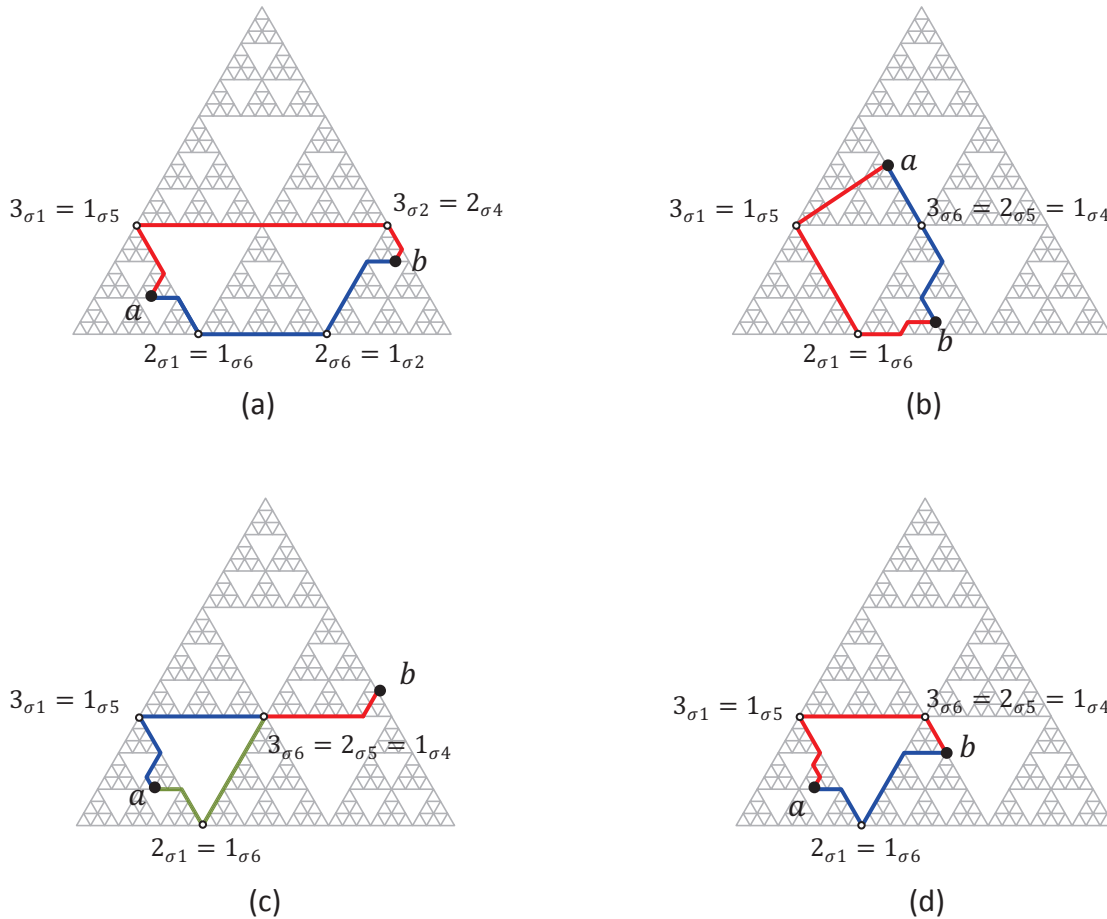 3σ1 = 1σ5
3σ2 = 2σ4
a
b
2σ1 = 1σ6
2σ6 = 1σ2
(a)
a
3σ1 = 1σ5
3σ6 = 2σ5 = 1σ4
b
2σ1 = 1σ6
(b)
b
3σ1 = 1σ5
3σ6 = 2σ5 = 1σ4
a
2σ1 = 1σ6
(c)
3σ1 = 1σ5
3σ6 = 2σ5 = 1σ4
b
a
2σ1 = 1σ6
(d)